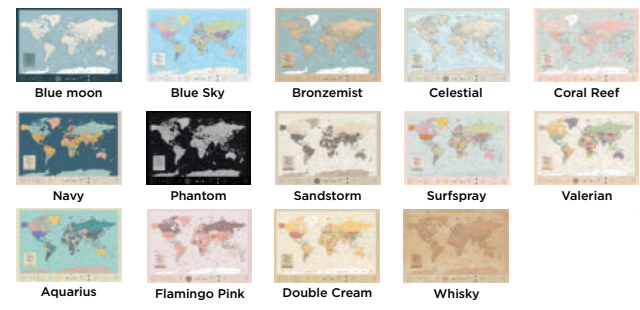 Blue moon
Blue Sky
Bronzemist
Celestial
Coral Reef
Navy
Phantom
Sandstorm
Surfspray
Valerian
Aquarius
Flamingo Pink
Double Cream
Whisky